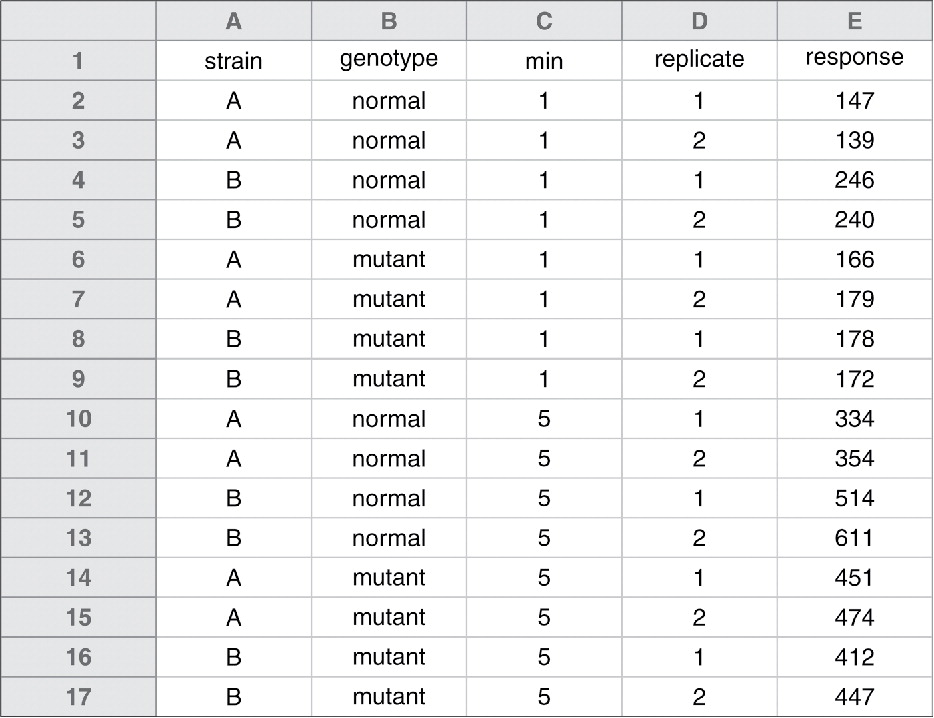 A B C D E
1 strain genotype min replicate response
2 A normal 1 1 147
3 A normal 1 2 139
4 B normal 1 1 246
5 B normal 1 2 240
6 A mutant 1 1 166
7 A mutant 1 2 179
8 B mutant 1 1 178
9 B mutant 1 2 172
10 A normal 5 1 334
11 A normal 5 2 354
12 B normal 5 1 514
13 B normal 5 2 611
14 A mutant 5 1 451
15 A mutant 5 2 474
16 B mutant 5 1 412
17 B mutant 5 2 447